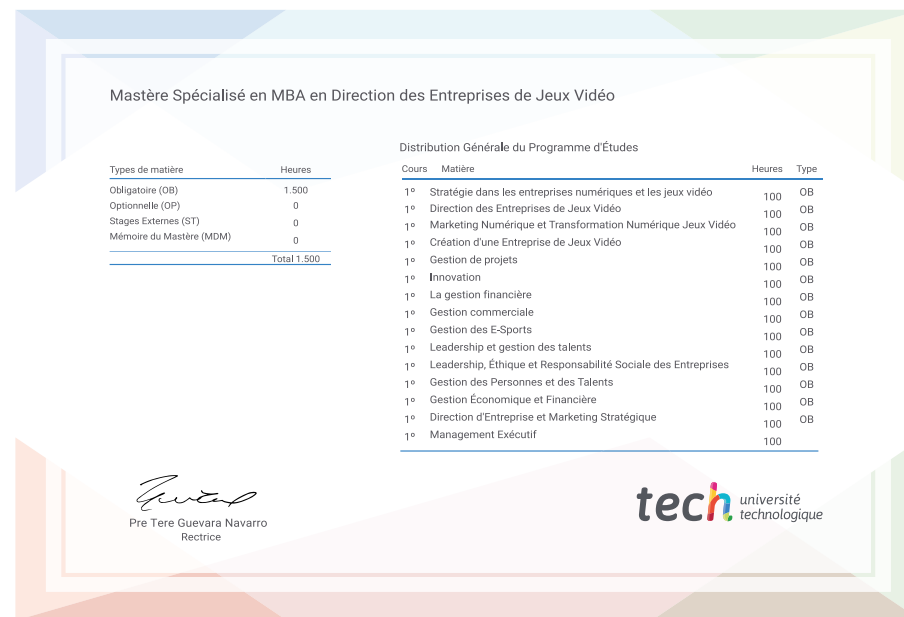 Mastère Spécialisé en MBA en Direction des Entreprises de Jeux Vidéo
Types de matière Heures
Obligatoire (OB) 1.500
Optionnelle (OP) 0
Stages Externes (ST) 0
Mémoire du Mastère (MDM) 0
Total 1.500
Distribution Générale du Programme d'Études
Cours Matière Heures Type
1º Stratégie dans les entreprises numériques et les jeux vidéo 100 OB
1º Direction des Entreprises de Jeux Vidéo 100 OB
1º Marketing Numérique et Transformation Numérique Jeux Vidéo 100 OB
1º Création d'une Entreprise de Jeux Vidéo 100 OB
1º Gestion de projets 100 OB
1º Innovation 100 OB
1º La gestion financière 100 OB
1º Gestion commerciale 100 OB
1º Gestion des E-Sports 100 OB
1º Leadership et gestion des talents 100 OB
1º Leadership, Éthique et Responsabilité Sociale des Entreprises 100 OB
1º Gestion des Personnes et des Talents 100 OB
1º Gestion Économique et Financière 100 OB
1º Direction d'Entreprise et Marketing Stratégique 100 OB
1º Management Exécutif 100
Pre Tere Guevara Navarro
Rectrice
tech université
technologique